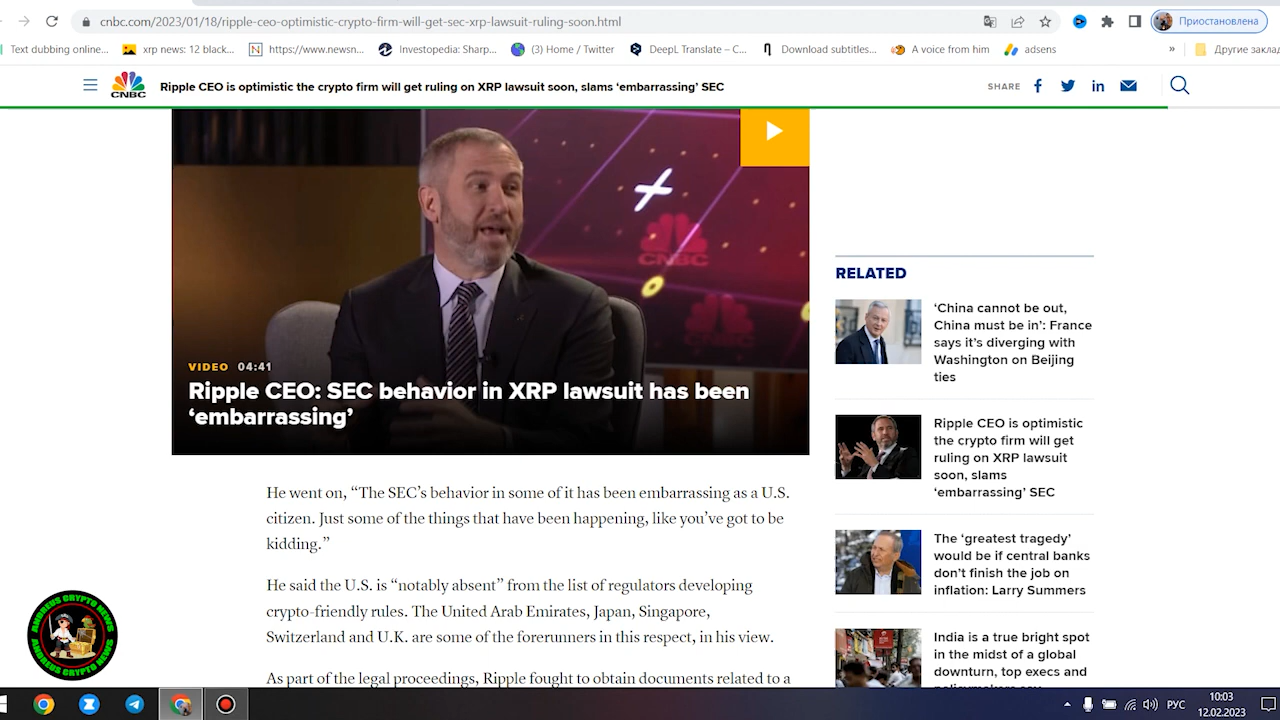 cnbc.com/2023/01/18/ripple-ceo-optimistic-crypto-firm-will-get-sec-xrp-lawsuit-ruling-soon.html
Приостановлена
Text dubbing online...
xrp news: 12 black...
https://www.newsn...
Investopedia: Sharp...
(3) Home / Twitter
DeepL Translate – C...
Download subtitles...
A voice from him
adsens
»
Другие закла
CNBC
Ripple CEO is optimistic the crypto firm will get ruling on XRP lawsuit soon, slams ‘embarrassing’ SEC
SHARE
CNBC
VIDEO 04:41
Ripple CEO: SEC behavior in XRP lawsuit has been
‘embarrassing’
He went on, “The SEC’s behavior in some of it has been embarrassing as a U.S.
citizen. Just some of the things that have been happening, like you’ve got to be
kidding.”
He said the U.S. is “notably absent” from the list of regulators developing
crypto-friendly rules. The United Arab Emirates, Japan, Singapore,
Switzerland and U.K. are some of the forerunners in this respect, in his view.
As part of the legal proceedings, Ripple fought to obtain documents related to a
RELATED
‘China cannot be out,
China must be in’: France
says it’s diverging with
Washington on Beijing
ties
Ripple CEO is optimistic
the crypto firm will get
ruling on XRP lawsuit
soon, slams
‘embarrassing’ SEC
The ‘greatest tragedy’
would be if central banks
don’t finish the job on
inflation: Larry Summers
India is a true bright spot
in the midst of a global
downturn, top execs and
ANDREUS CRYPTO NEWS
ANDREUS CRYPTO NEWS
РУС
10:03
12.02.2023